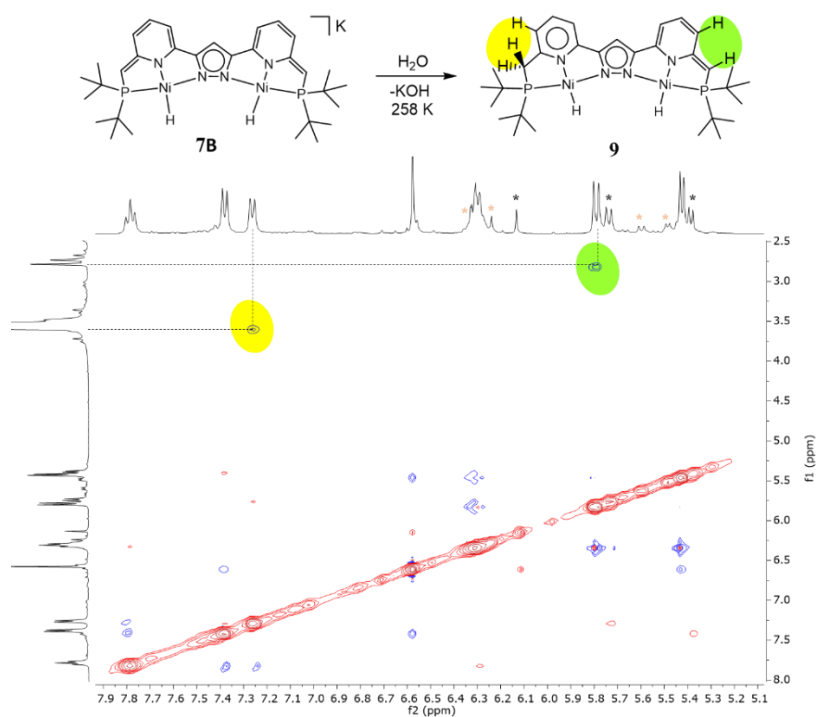 K
H₂O
-KOH
258 K
N N N N
P Ni Ni P
H H
7B
H H
H H
H
N N N N
P Ni Ni P
H H
9
* * * * * *
2.5
3.0
3.5
4.0
4.5
5.0
5.5
6.0
6.5
7.0
7.5
8.0
f1 (ppm)
7.9 7.8 7.7 7.6 7.5 7.4 7.3 7.2 7.1 7.0 6.9 6.8 6.7 6.6 6.5 6.4 6.3 6.2 6.1 6.0 5.9 5.8 5.7 5.6 5.5 5.4 5.3 5.2 5.1
f2 (ppm)